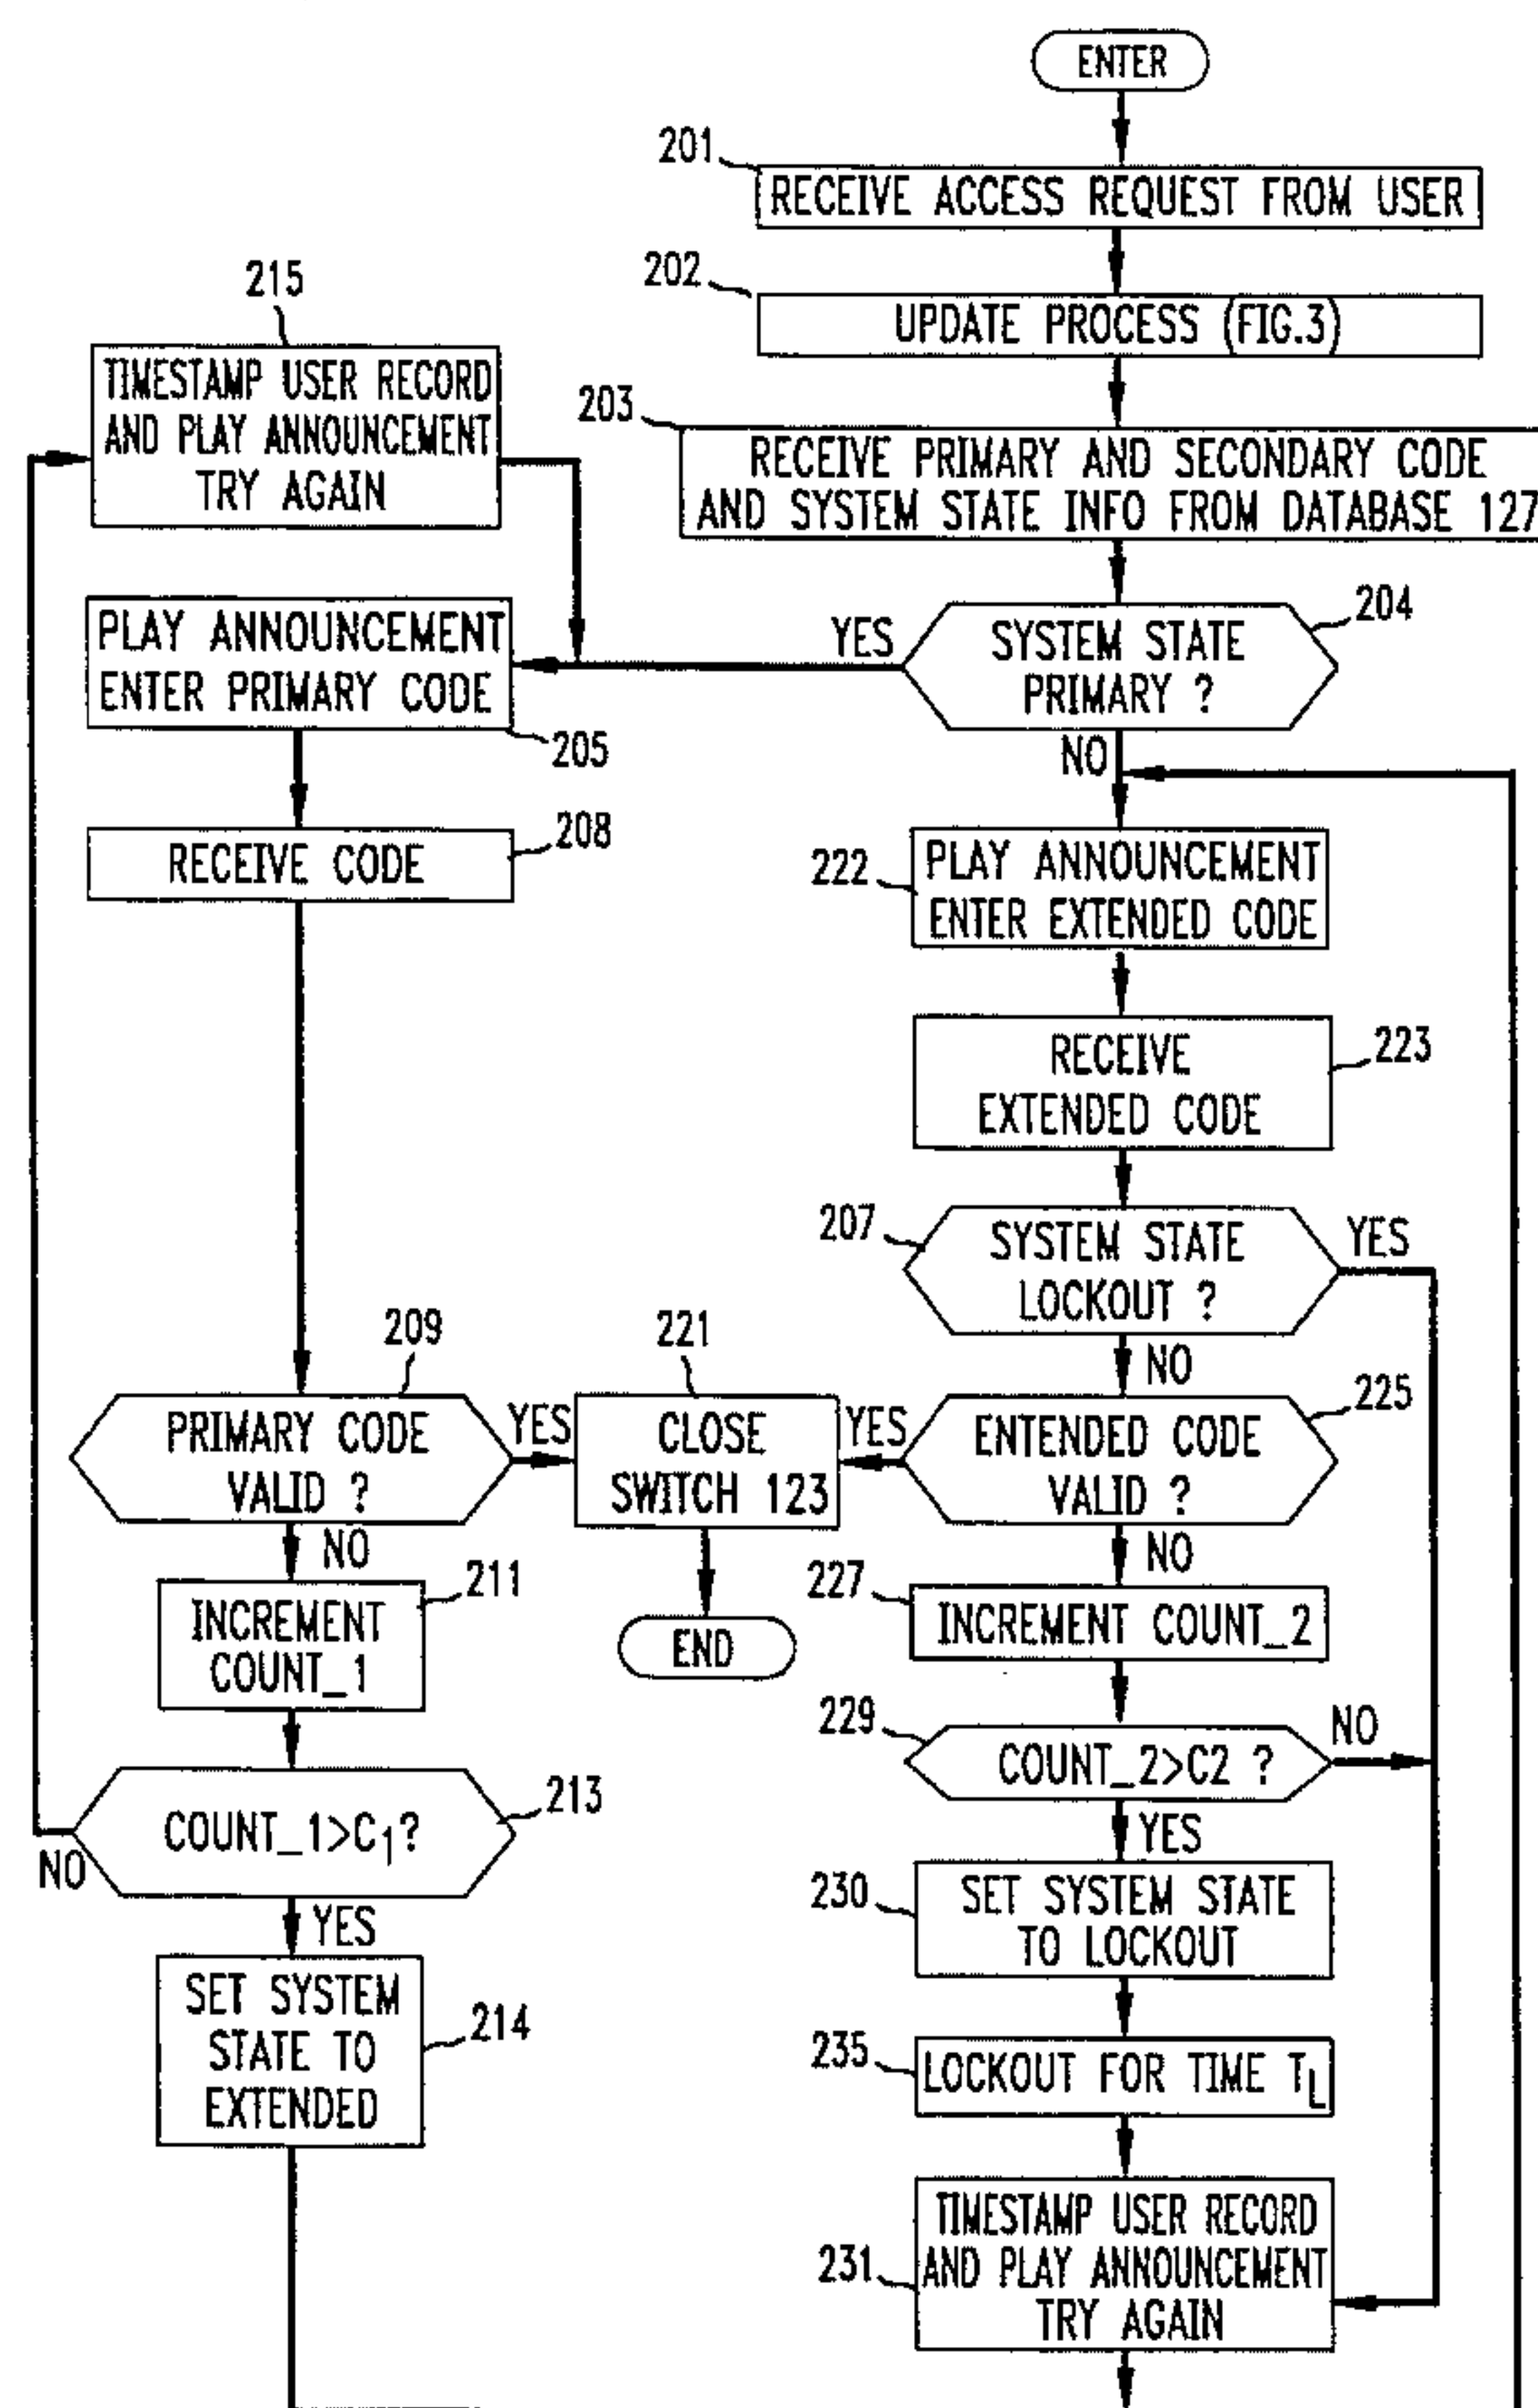 ENTER
201
RECEIVE ACCESS REQUEST FROM USER
202
UPDATE PROCESS (FIG.3)
203
RECEIVE PRIMARY AND SECONDARY CODE
AND SYSTEM STATE INFO FROM DATABASE 127
204
SYSTEM STATE
PRIMARY ?
YES
NO
215
TIMESTAMP USER RECORD
AND PLAY ANNOUNCEMENT
TRY AGAIN
PLAY ANNOUNCEMENT
ENTER PRIMARY CODE
205
RECEIVE CODE
208
209
PRIMARY CODE
VALID ?
YES
NO
211
INCREMENT
COUNT_1
213
COUNT_1>C1?
NO
YES
SET SYSTEM
STATE TO
EXTENDED
214
221
CLOSE
SWITCH 123
END
222
PLAY ANNOUNCEMENT
ENTER EXTENDED CODE
223
RECEIVE
EXTENDED CODE
207
SYSTEM STATE
LOCKOUT ?
YES
NO
225
ENTENDED CODE
VALID ?
YES
NO
227
INCREMENT COUNT_2
229
COUNT_2>C2 ?
NO
YES
230
SET SYSTEM STATE
TO LOCKOUT
235
LOCKOUT FOR TIME TL
231
TIMESTAMP USER RECORD
AND PLAY ANNOUNCEMENT
TRY AGAIN